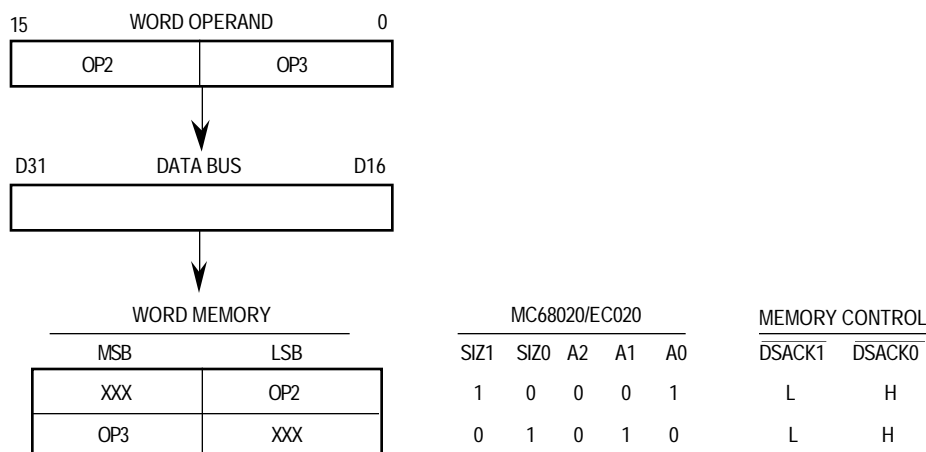 15 WORD OPERAND 0
OP2 OP3
D31 DATA BUS D16
WORD MEMORY MC68020/EC020 MEMORY CONTROL
MSB LSB SIZ1 SIZ0 A2 A1 A0 DSACK1 DSACK0
XXX OP2 1 0 0 0 1 L H
OP3 XXX 0 1 0 1 0 L H